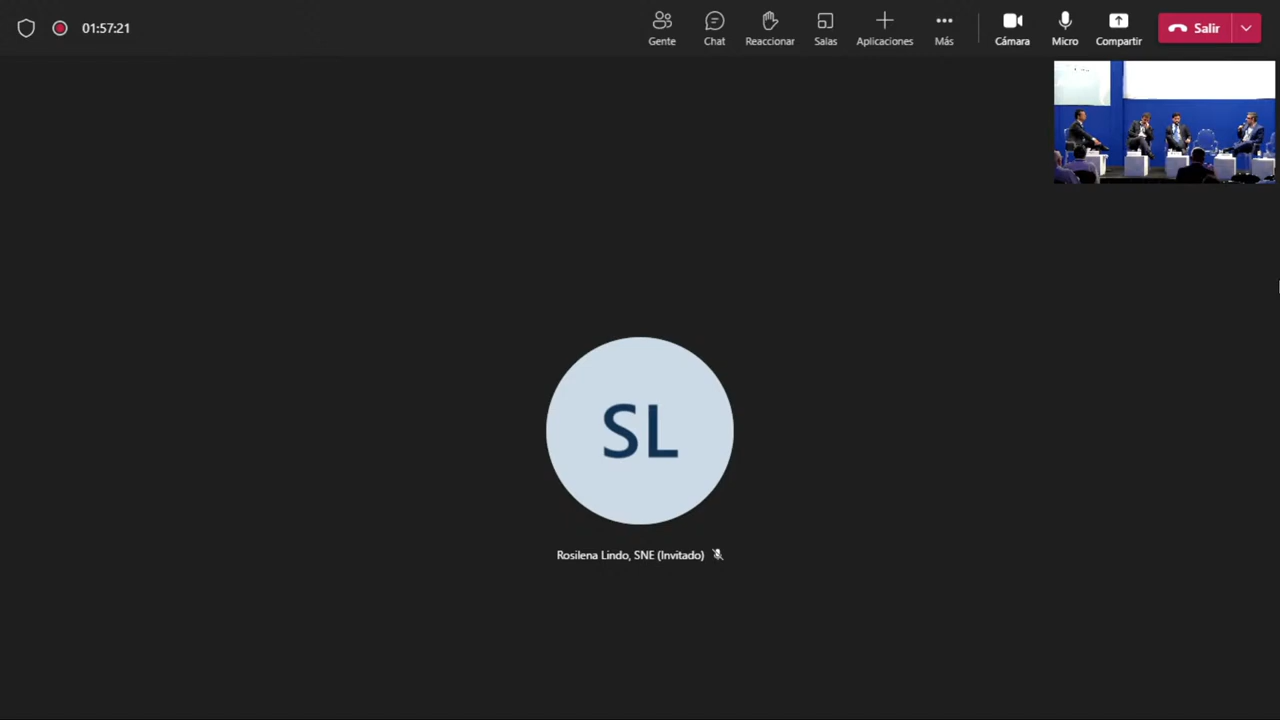 01:57:21
Gente
Chat
Reaccionar
Salas
Aplicaciones
Más
Cámara
Micro
Compartir
Salir
SL
Rosilena Lindo, SNE (Invitado)